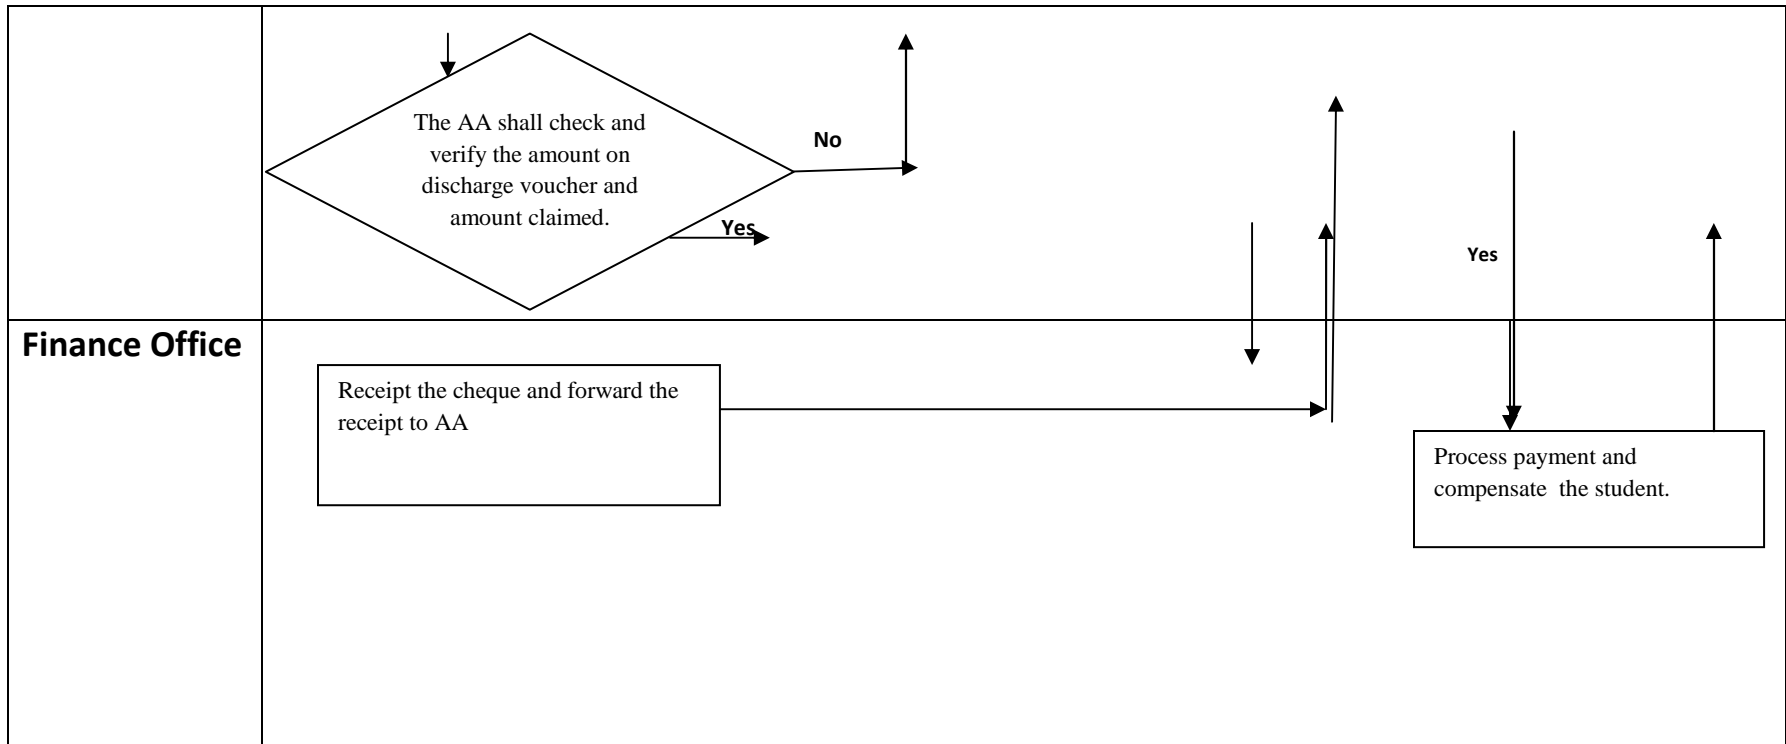 The AA shall check and
verify the amount on
discharge voucher and
amount claimed.
No
Yes
Yes
Finance Office
Receipt the cheque and forward the
receipt to AA
Process payment and
compensate  the student.